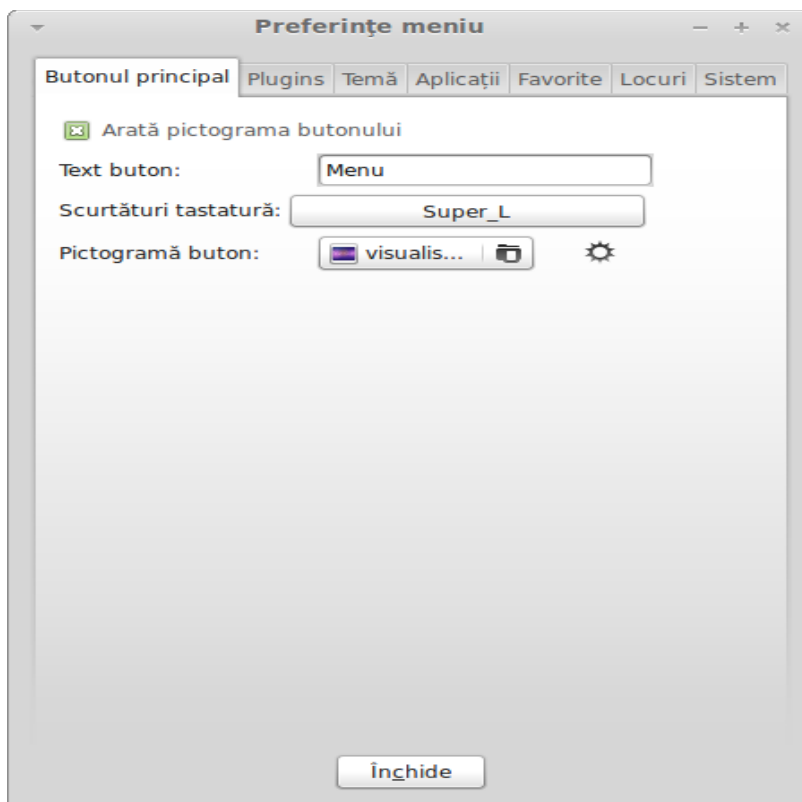 Preferinţe meniu
Butonul principal Plugins Temă Aplicații Favorite Locuri Sistem
Arată pictograma butonului
Text buton: Menu
Scurtături tastatură: Super_L
Pictogramă buton: visualis...
Închide